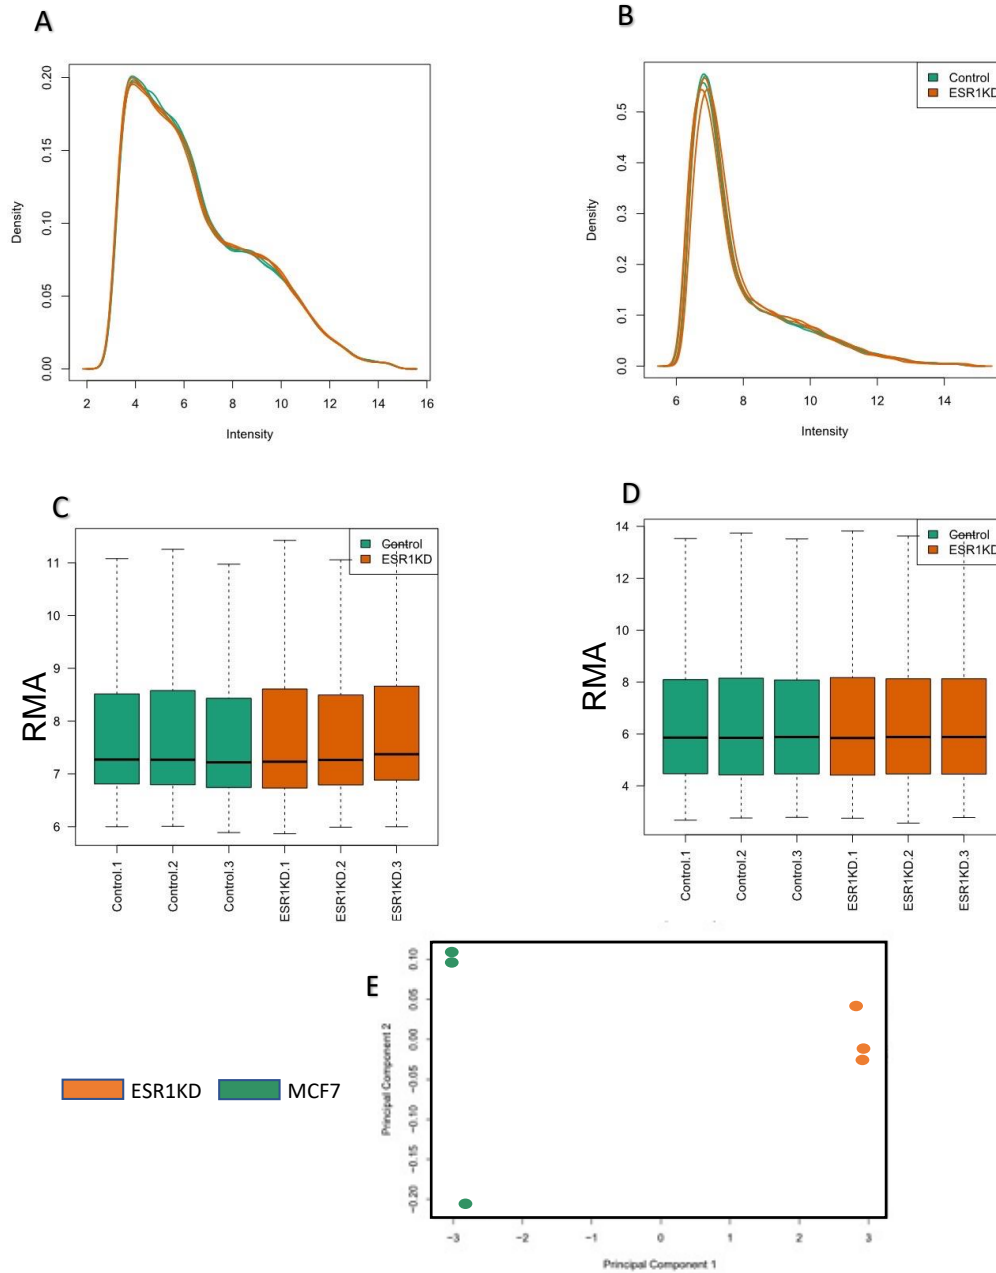 A
0.20
0.15
0.10
0.05
0.00
Density
2 4 6 8 10 12 14 16
Intensity
B
Control
ESR1KD
0.5
0.4
0.3
0.2
0.1
0.0
Density
6 8 10 12 14
Intensity
C
Control
ESR1KD
11
10
9
8
7
6
RMA
Control.1
Control.2
Control.3
ESR1KD.1
ESR1KD.2
ESR1KD.3
D
Control
ESR1KD
14
12
10
8
6
4
RMA
Control.1
Control.2
Control.3
ESR1KD.1
ESR1KD.2
ESR1KD.3
E
0.10
0.05
0.00
−0.05
−0.10
−0.15
−0.20
Principal Component 2
−3 −2 −1 0 1 2 3
Principal Component 1
ESR1KD MCF7